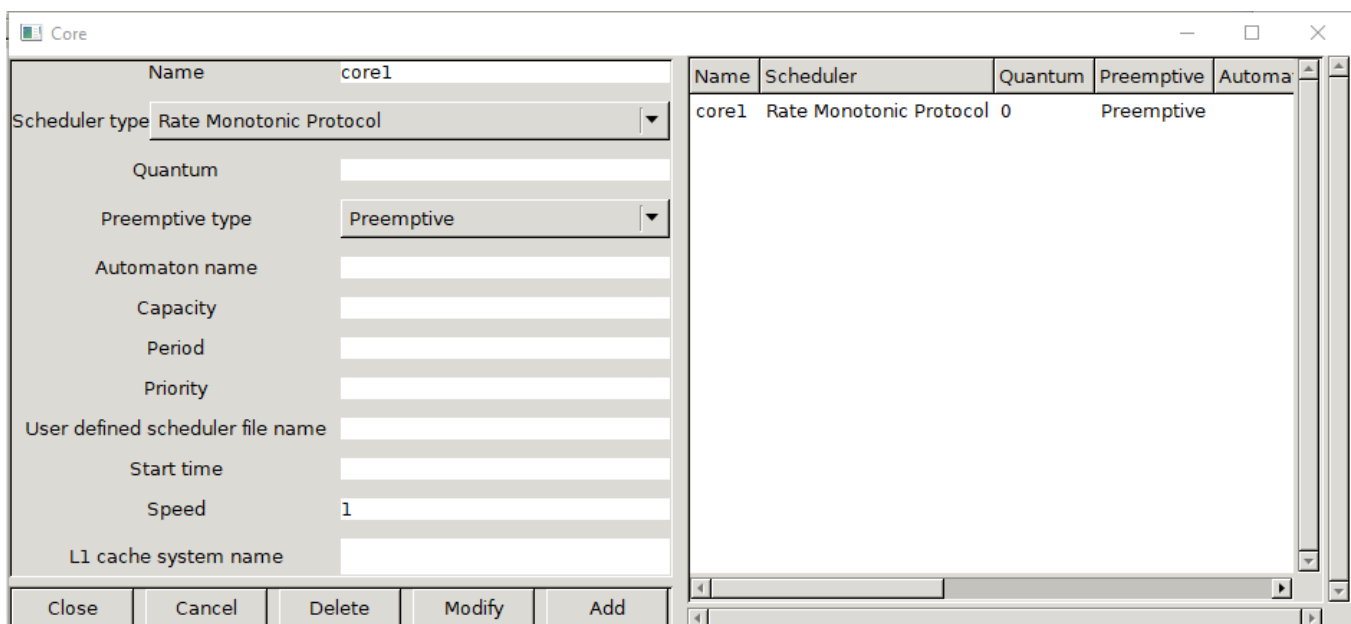 Core
Name core1
Scheduler type Rate Monotonic Protocol
Quantum
Preemptive type Preemptive
Automaton name
Capacity
Period
Priority
User defined scheduler file name
Start time
Speed 1
L1 cache system name
Close Cancel Delete Modify Add
Name Scheduler Quantum Preemptive Automa
core1 Rate Monotonic Protocol 0 Preemptive